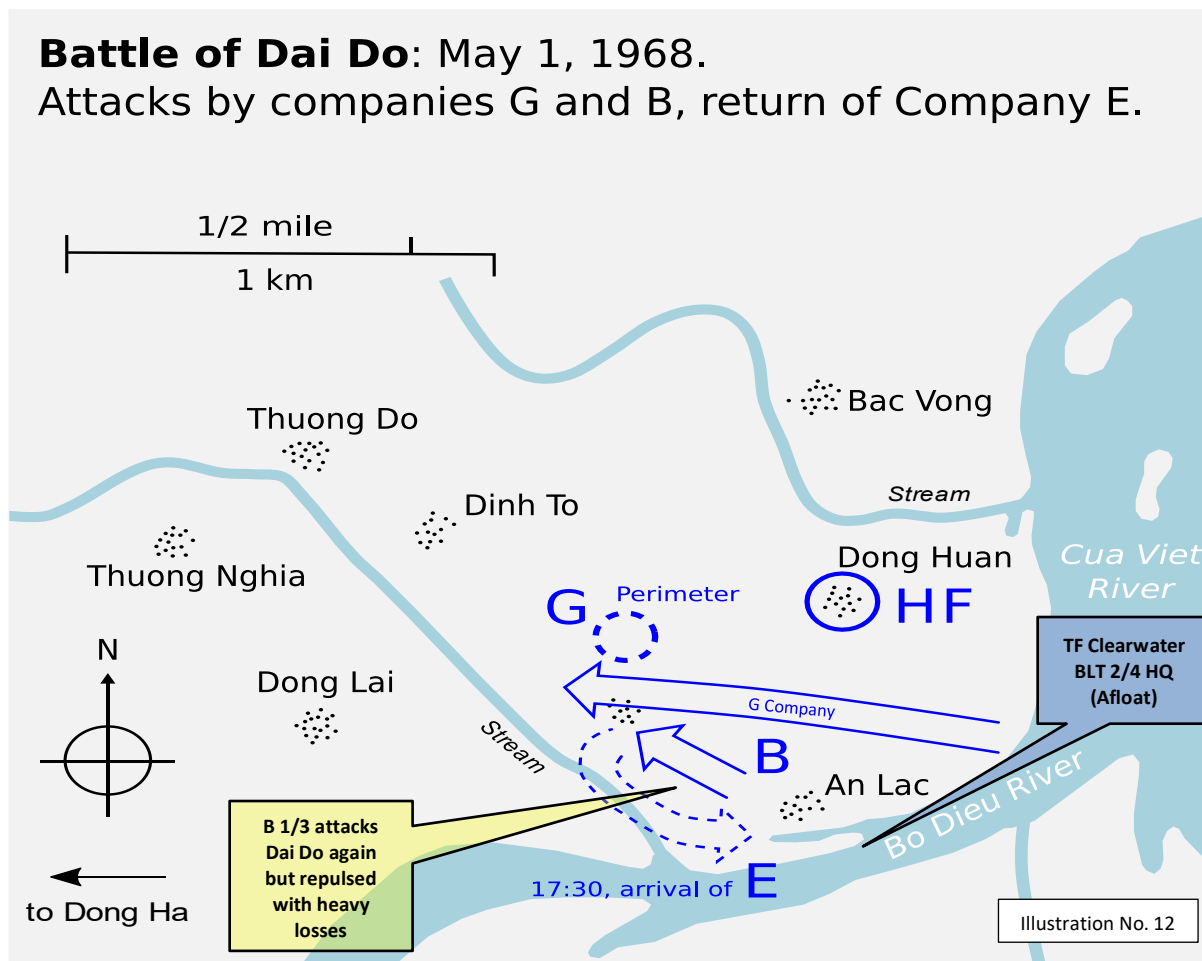 Battle of Dai Do: May 1, 1968.
Attacks by companies G and B, return of Company E.
1/2 mile
1 km
Bac Vong
Thuong Do
Stream
Dinh To
Dong Huan
Cua Viet
River
Thuong Nghia
Perimeter
G
H F
TF Clearwater
BLT 2/4 HQ
(Afloat)
N
Dong Lai
G Company
Stream
B
An Lac
Bo Dieu River
B 1/3 attacks
Dai Do again
but repulsed
with heavy
losses
17:30, arrival of E
to Dong Ha
Illustration No. 12